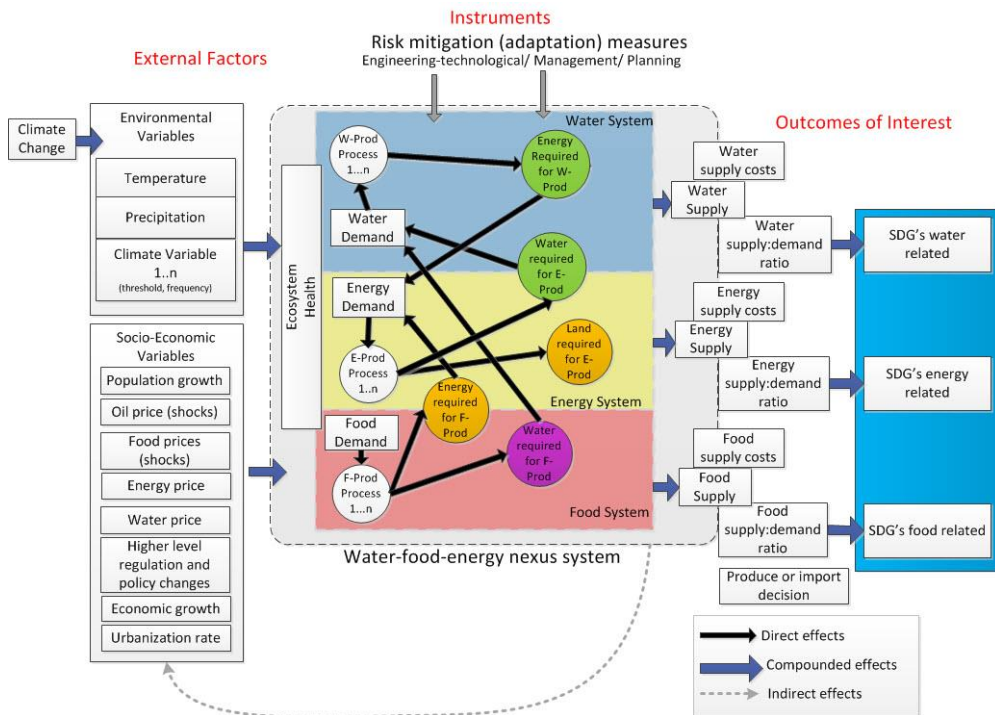 Instruments
Risk mitigation (adaptation) measures
Engineering-technological/ Management/ Planning
External Factors
Climate
Change
Environmental
Variables
Temperature
Precipitation
Climate Variable
1..n
(threshold, frequency)
Socio-Economic
Variables
Population growth
Oil price (shocks)
Food prices
(shocks)
Energy price
Water price
Higher level
regulation and
policy changes
Economic growth
Urbanization rate
Ecosystem
Health
Water System
W-Prod
Process
1...n
Energy
Required
for W-
Prod
Water
Demand
Water
required
for E-
Prod
Energy
Demand
E-Prod
Process
1..n
Land
required
for E-
Prod
Energy
required
for F-
Prod
Energy System
Food
Demand
Water
required
for F-
Prod
F-Prod
Process
1...n
Food System
Water-food-energy nexus system
Outcomes of Interest
Water
supply costs
Water
Supply
Water
supply:demand
ratio
SDG's water
related
Energy
supply costs
Energy
Supply
Energy
supply:demand
ratio
SDG's energy
related
Food
supply costs
Food
Supply
Food
supply:demand
ratio
SDG's food related
Produce or import
decision
Direct effects
Compounded effects
Indirect effects